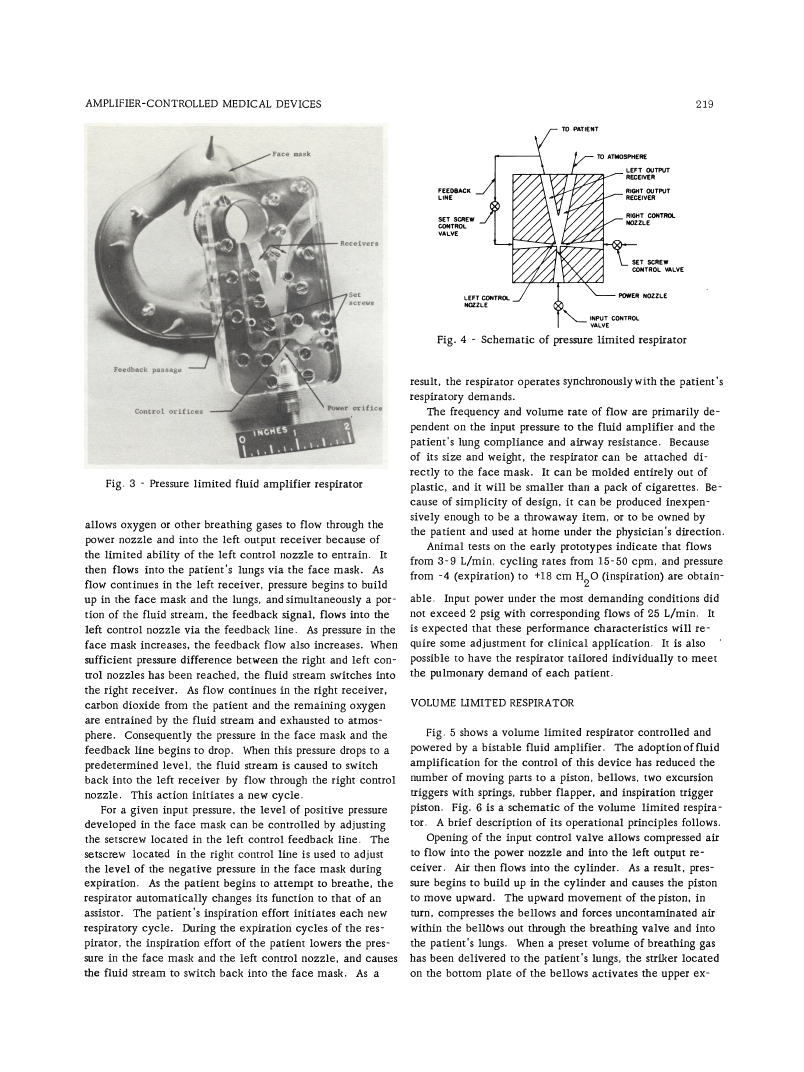 AMPLIFIER-CONTROLLED MEDICAL DEVICES
219
Face mask
Receivers
Set
screws
Feedback passage
Control orifices
Power orifice
INCHES
0 1 2
Fig. 3 - Pressure limited fluid amplifier respirator
allows oxygen or other breathing gases to flow through the
power nozzle and into the left output receiver because of
the limited ability of the left control nozzle to entrain. It
then flows into the patient's lungs via the face mask. As
flow continues in the left receiver, pressure begins to build
up in the face mask and the lungs, and simultaneously a por-
tion of the fluid stream, the feedback signal, flows into the
left control nozzle via the feedback line. As pressure in the
face mask increases, the feedback flow also increases. When
sufficient pressure difference between the right and left con-
trol nozzles has been reached, the fluid stream switches into
the right receiver. As flow continues in the right receiver,
carbon dioxide from the patient and the remaining oxygen
are entrained by the fluid stream and exhausted to atmos-
phere. Consequently the pressure in the face mask and the
feedback line begins to drop. When this pressure drops to a
predetermined level, the fluid stream is caused to switch
back into the left receiver by flow through the right control
nozzle. This action initiates a new cycle.
For a given input pressure, the level of positive pressure
developed in the face mask can be controlled by adjusting
the setscrew located in the left control feedback line. The
setscrew located in the right control line is used to adjust
the level of the negative pressure in the face mask during
expiration. As the patient begins to attempt to breathe, the
respirator automatically changes its function to that of an
assistor. The patient's inspiration effort initiates each new
respiratory cycle. During the expiration cycles of the res-
pirator, the inspiration effort of the patient lowers the pres-
sure in the face mask and the left control nozzle, and causes
the fluid stream to switch back into the face mask. As a
TO PATIENT
TO ATMOSPHERE
LEFT OUTPUT
RECEIVER
FEEDBACK
LINE
RIGHT OUTPUT
RECEIVER
SET SCREW
CONTROL
VALVE
RIGHT CONTROL
NOZZLE
SET SCREW
CONTROL VALVE
LEFT CONTROL
NOZZLE
POWER NOZZLE
INPUT CONTROL
VALVE
Fig. 4 - Schematic of pressure limited respirator
result, the respirator operates synchronously with the patient's
respiratory demands.
The frequency and volume rate of flow are primarily de-
pendent on the input pressure to the fluid amplifier and the
patient's lung compliance and airway resistance. Because
of its size and weight, the respirator can be attached di-
rectly to the face mask. It can be molded entirely out of
plastic, and it will be smaller than a pack of cigarettes. Be-
cause of simplicity of design, it can be produced inexpen-
sively enough to be a throwaway item, or to be owned by
the patient and used at home under the physician's direction.
Animal tests on the early prototypes indicate that flows
from 3-9 L/min, cycling rates from 15-50 cpm, and pressure
from -4 (expiration) to +18 cm H2O (inspiration) are obtain-
able. Input power under the most demanding conditions did
not exceed 2 psig with corresponding flows of 25 L/min. It
is expected that these performance characteristics will re-
quire some adjustment for clinical application. It is also
possible to have the respirator tailored individually to meet
the pulmonary demand of each patient.
VOLUME LIMITED RESPIRATOR
Fig. 5 shows a volume limited respirator controlled and
powered by a bistable fluid amplifier. The adoption of fluid
amplification for the control of this device has reduced the
number of moving parts to a piston, bellows, two excursion
triggers with springs, rubber flapper, and inspiration trigger
piston. Fig. 6 is a schematic of the volume limited respira-
tor. A brief description of its operational principles follows.
Opening of the input control valve allows compressed air
to flow into the power nozzle and into the left output re-
ceiver. Air then flows into the cylinder. As a result, pres-
sure begins to build up in the cylinder and causes the piston
to move upward. The upward movement of the piston, in
turn, compresses the bellows and forces uncontaminated air
within the bellows out through the breathing valve and into
the patient's lungs. When a preset volume of breathing gas
has been delivered to the patient's lungs, the striker located
on the bottom plate of the bellows activates the upper ex-